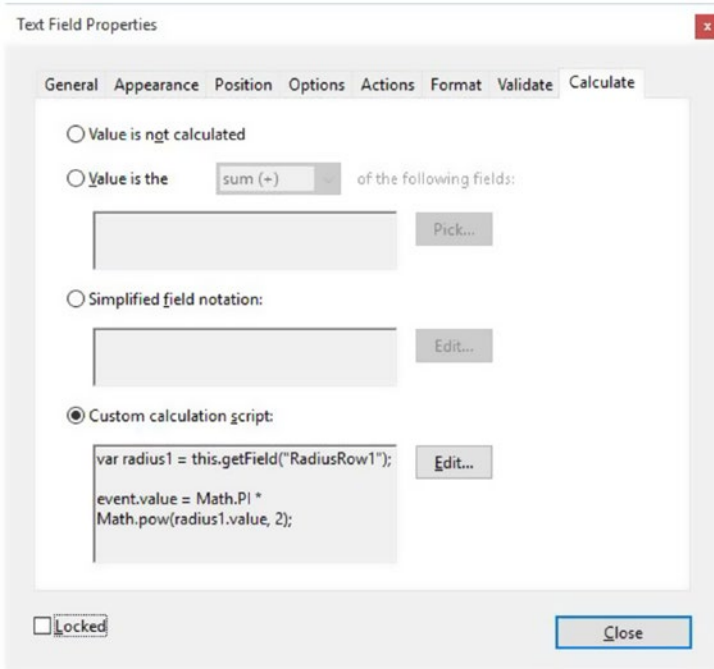 Text Field Properties
x
General Appearance Position Options Actions Format Validate Calculate
Value is not calculated
Value is the sum (+) of the following fields:
Pick...
Simplified field notation:
Edit...
Custom calculation script:
var radius1 = this.getField("RadiusRow1");
Edit...
event.value = Math.PI *
Math.pow(radius1.value, 2);
Locked
Close